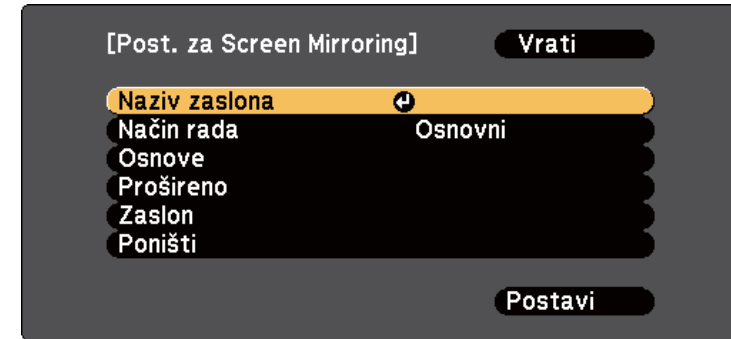 [Post. za Screen Mirroring] Vrati
Naziv zaslona
Način rada Osnovni
Osnove
Prošireno
Zaslon
Poništi
Postavi